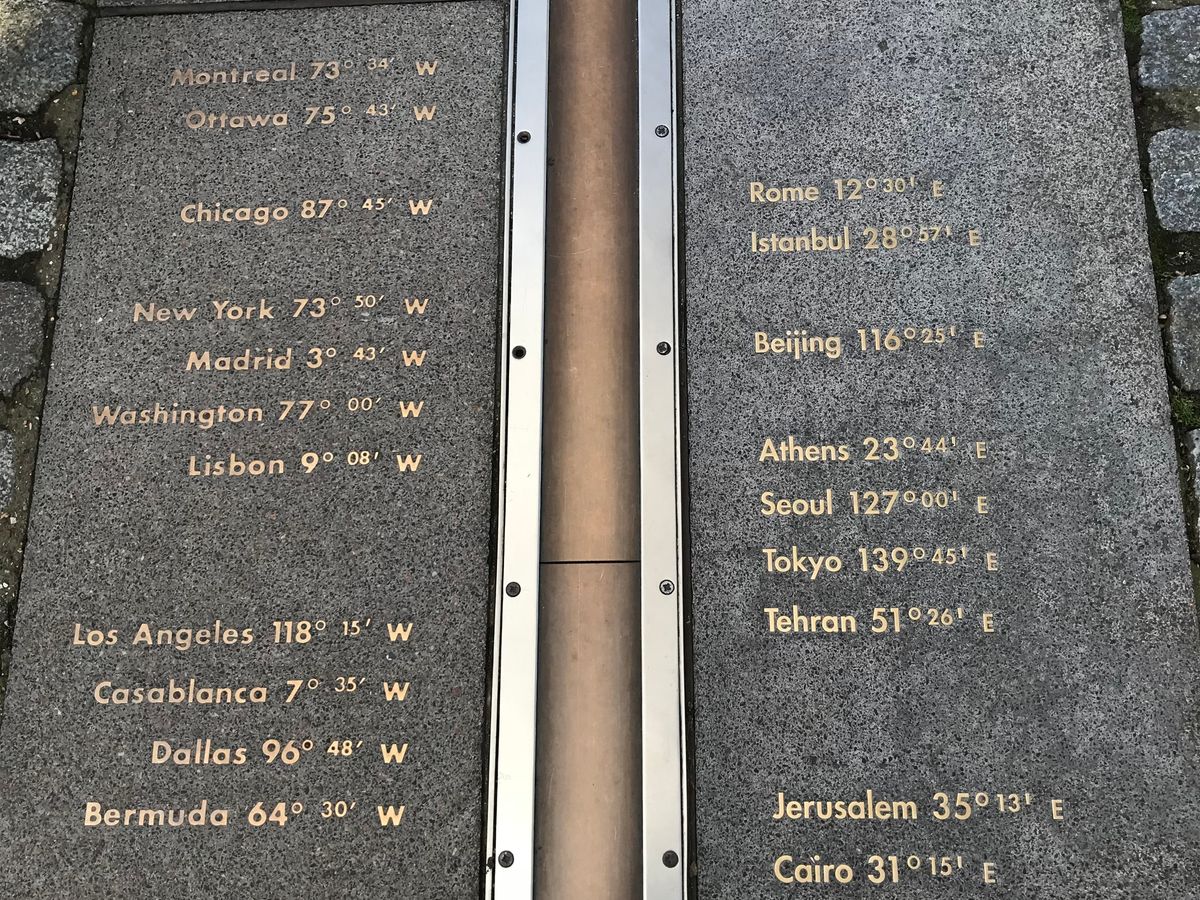 Montreal 73° 34′ W
Ottawa 75° 43′ W
Chicago 87° 45′ W
New York 73° 50′ W
Madrid 3° 43′ W
Washington 77° 00′ W
Lisbon 9° 08′ W
Los Angeles 118° 15′ W
Casablanca 7° 35′ W
Dallas 96° 48′ W
Bermuda 64° 30′ W
Rome 12° 30′ E
Istanbul 28° 57′ E
Beijing 116° 25′ E
Athens 23° 44′ E
Seoul 127° 00′ E
Tokyo 139° 45′ E
Tehran 51° 26′ E
Jerusalem 35° 13′ E
Cairo 31° 15′ E